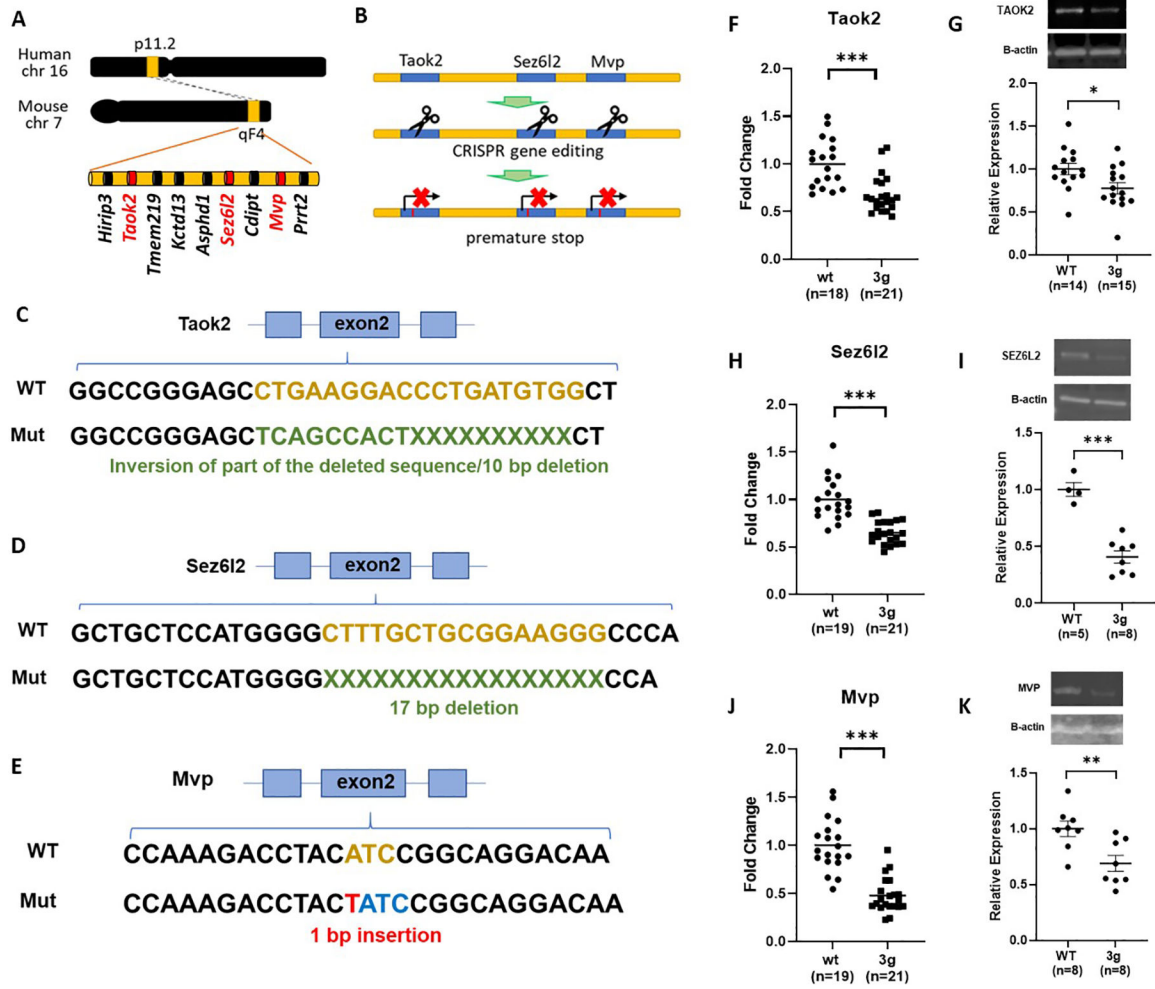 A
Human
chr 16
p11.2
Mouse
chr 7
qF4
Hirip3
Taok2
Tmem219
Kctd13
Asphd1
Sez6l2
Cdipt
Mvp
Prrt2
B
Taok2
Sez6l2
Mvp
CRISPR gene editing
premature stop
C
Taok2
exon2
WT
GGCCGGGAGCCTGAAGGACCCTGATGTGGCT
Mut
GGCCGGGAGCTCAGCCACTXXXXXXXXXXCT
Inversion of part of the deleted sequence/10 bp deletion
D
Sez6l2
exon2
WT
GCTGCTCCATGGGGCTTTGCTGCGGAAGGGCCCA
Mut
GCTGCTCCATGGGGXXXXXXXXXXXXXXXXXCCA
17 bp deletion
E
Mvp
exon2
WT
CCAAAGACCTACATCCGGCAGGACAA
Mut
CCAAAGACCTACTATCCGGCAGGACAA
1 bp insertion
F
Taok2
***
Fold Change
2.0
1.5
1.0
0.5
0.0
wt
(n=18)
3g
(n=21)
G
TAOK2
B-actin
*
Relative Expression
2.0
1.5
1.0
0.5
0.0
WT
(n=14)
3g
(n=15)
H
Sez6l2
***
Fold Change
2.0
1.5
1.0
0.5
0.0
wt
(n=19)
3g
(n=21)
I
SEZ6L2
B-actin
***
Relative Expression
1.5
1.0
0.5
0.0
WT
(n=5)
3g
(n=8)
J
Mvp
***
Fold Change
2.0
1.5
1.0
0.5
0.0
wt
(n=19)
3g
(n=21)
K
MVP
B-actin
**
Relative Expression
1.5
1.0
0.5
0.0
WT
(n=8)
3g
(n=8)